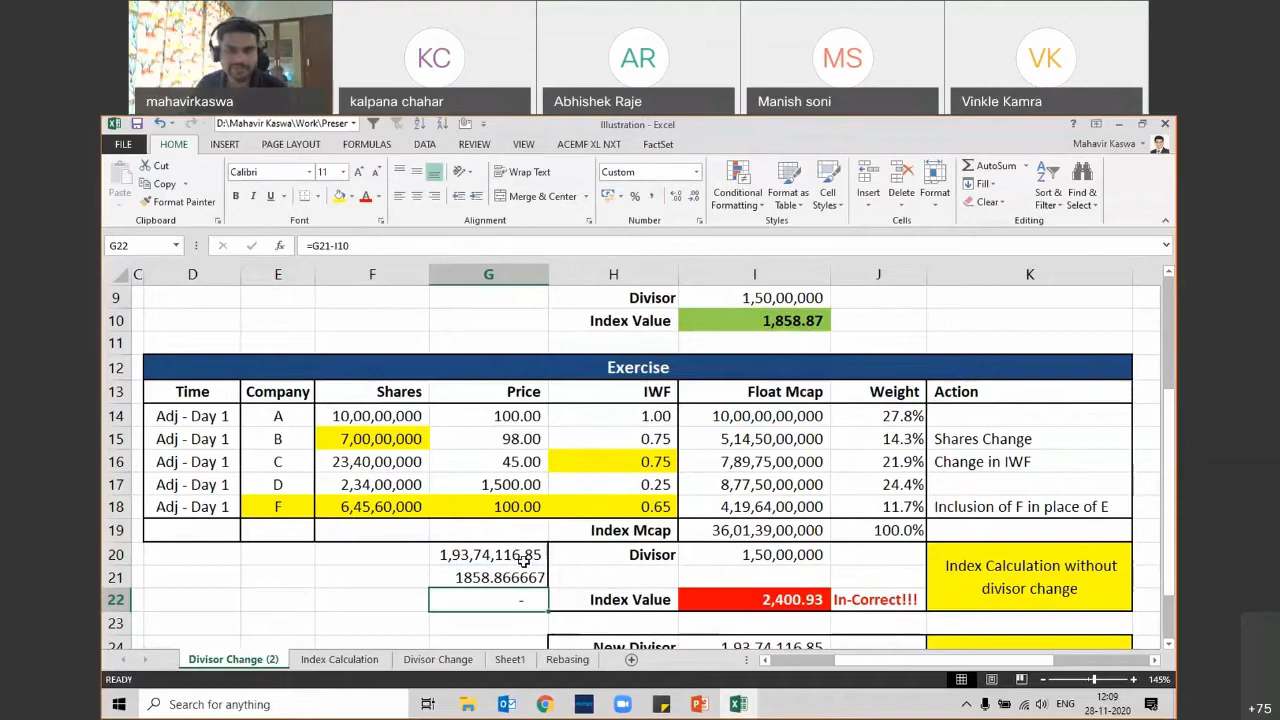 KC
AR
MS
VK
mahavirkaswa
kalpana chahar
Abhishek Raje
Manish soni
Vinkle Kamra
D:\Mahavir Kaswa\Work\Preser
Illustration - Excel
FILE HOME INSERT PAGE LAYOUT FORMULAS DATA REVIEW VIEW ACEMF XL NXT FactSet
Mahavir Kaswa
Paste
Cut
Copy
Format Painter
Clipboard
Calibri 11
B I U
Font
Wrap Text
Merge & Center
Alignment
Custom
Number
Conditional Formatting
Format as Table
Cell Styles
Styles
Insert Delete Format
Cells
AutoSum
Fill
Clear
Sort & Filter
Find & Select
Editing
G22 =G21-I10
C D E F G H I J K
9 Divisor 1,50,00,000
10 Index Value 1,858.87
11
12 Exercise
13 Time Company Shares Price IWF Float Mcap Weight Action
14 Adj - Day 1 A 10,00,00,000 100.00 1.00 10,00,00,00,000 27.8%
15 Adj - Day 1 B 7,00,00,000 98.00 0.75 5,14,50,00,000 14.3% Shares Change
16 Adj - Day 1 C 23,40,00,000 45.00 0.75 7,89,75,00,000 21.9% Change in IWF
17 Adj - Day 1 D 2,34,00,000 1,500.00 0.25 8,77,50,00,000 24.4%
18 Adj - Day 1 F 6,45,60,000 100.00 0.65 4,19,64,00,000 11.7% Inclusion of F in place of E
19 Index Mcap 36,01,39,00,000 100.0%
20 1,93,74,116.85 Divisor 1,50,00,000
Index Calculation without divisor change
21 1858.866667
22 - Index Value 2,400.93 In-Correct!!!
23
24 New Divisor 1,93,74,116.85
Divisor Change (2) Index Calculation Divisor Change Sheet1 Rebasing
READY
145%
Type here to search
ENG
12:09
28-11-2020
+75